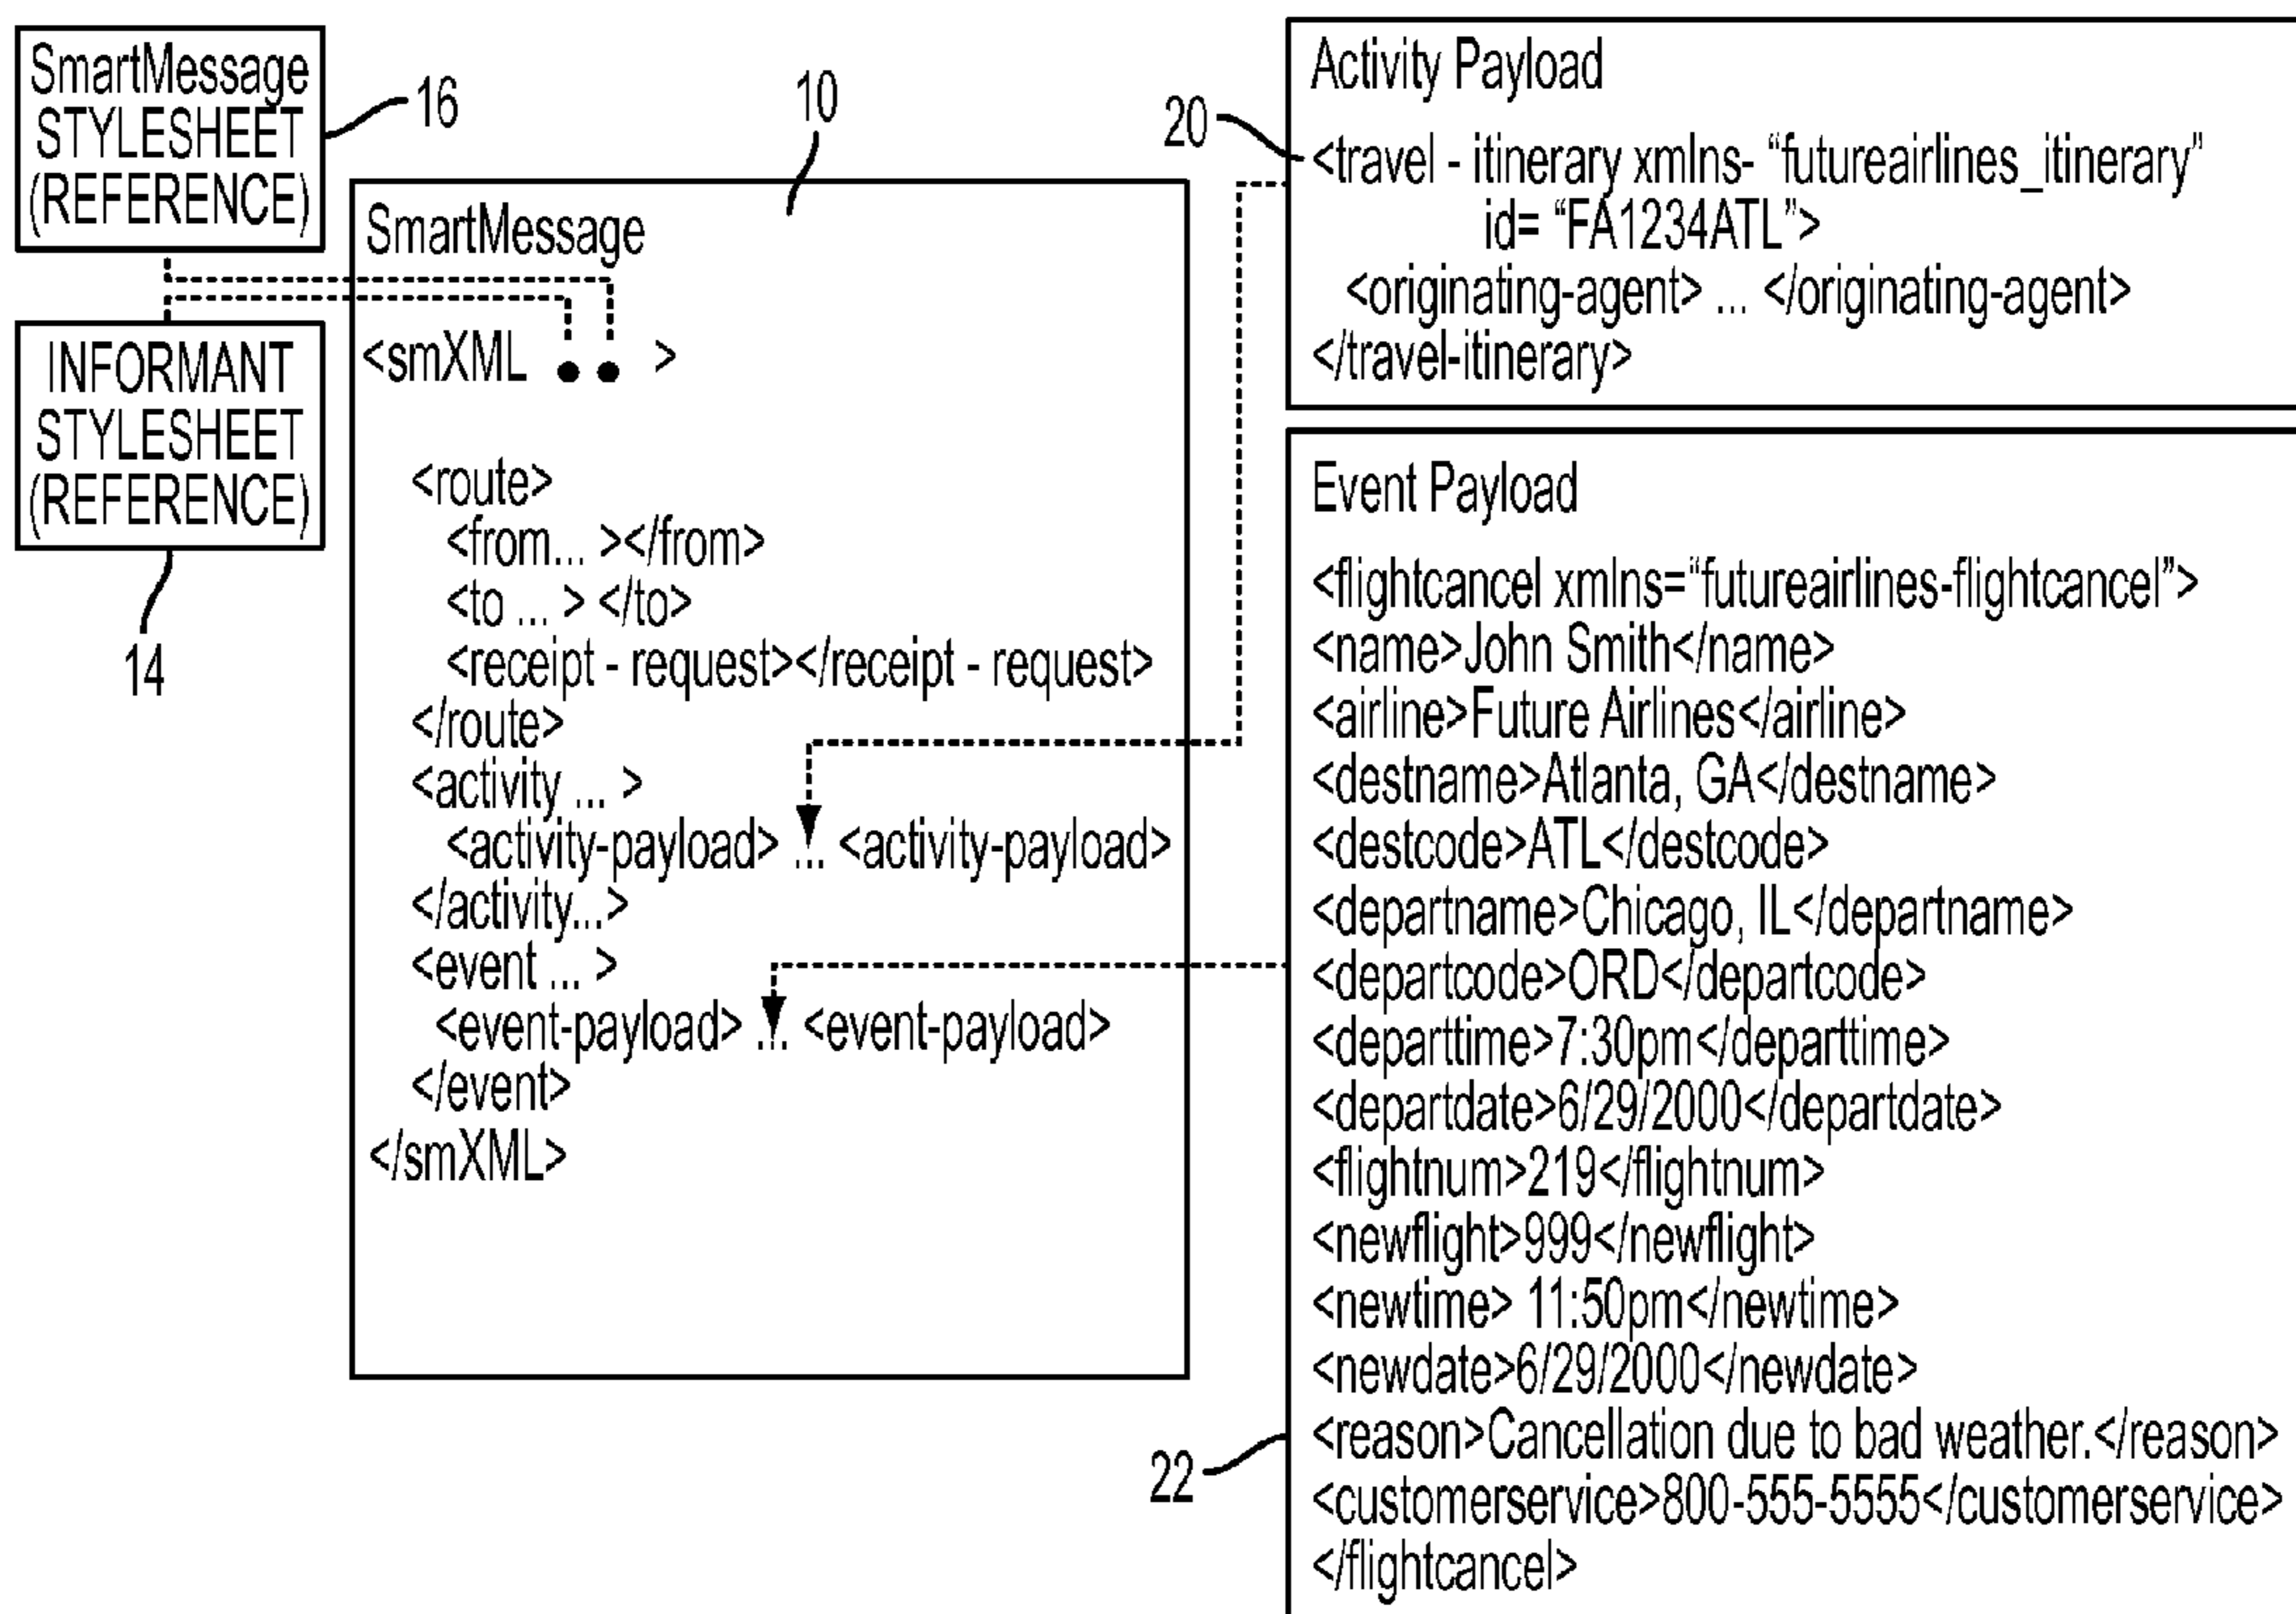 SmartMessage
STYLESHEET
(REFERENCE)
16
INFORMANT
STYLESHEET
(REFERENCE)
14
10
SmartMessage
<smXML •• >
<route>
<from... ></from>
<to ... > </to>
<receipt - request></receipt - request>
</route>
<activity ... >
<activity-payload> ... <activity-payload>
</activity...>
<event ... >
<event-payload> ... <event-payload>
</event>
</smXML>
20
Activity Payload
<travel - itinerary xmlns- “futureairlines_itinerary”
id= “FA1234ATL”>
<originating-agent> ... </originating-agent>
</travel-itinerary>
22
Event Payload
<flightcancel xmlns=“futureairlines-flightcancel”>
<name>John Smith</name>
<airline>Future Airlines</airline>
<destname>Atlanta, GA</destname>
<destcode>ATL</destcode>
<departname>Chicago, IL</departname>
<departcode>ORD</departcode>
<departtime>7:30pm</departtime>
<departdate>6/29/2000</departdate>
<flightnum>219</flightnum>
<newflight>999</newflight>
<newtime> 11:50pm</newtime>
<newdate>6/29/2000</newdate>
<reason>Cancellation due to bad weather.</reason>
<customerservice>800-555-5555</customerservice>
</flightcancel>